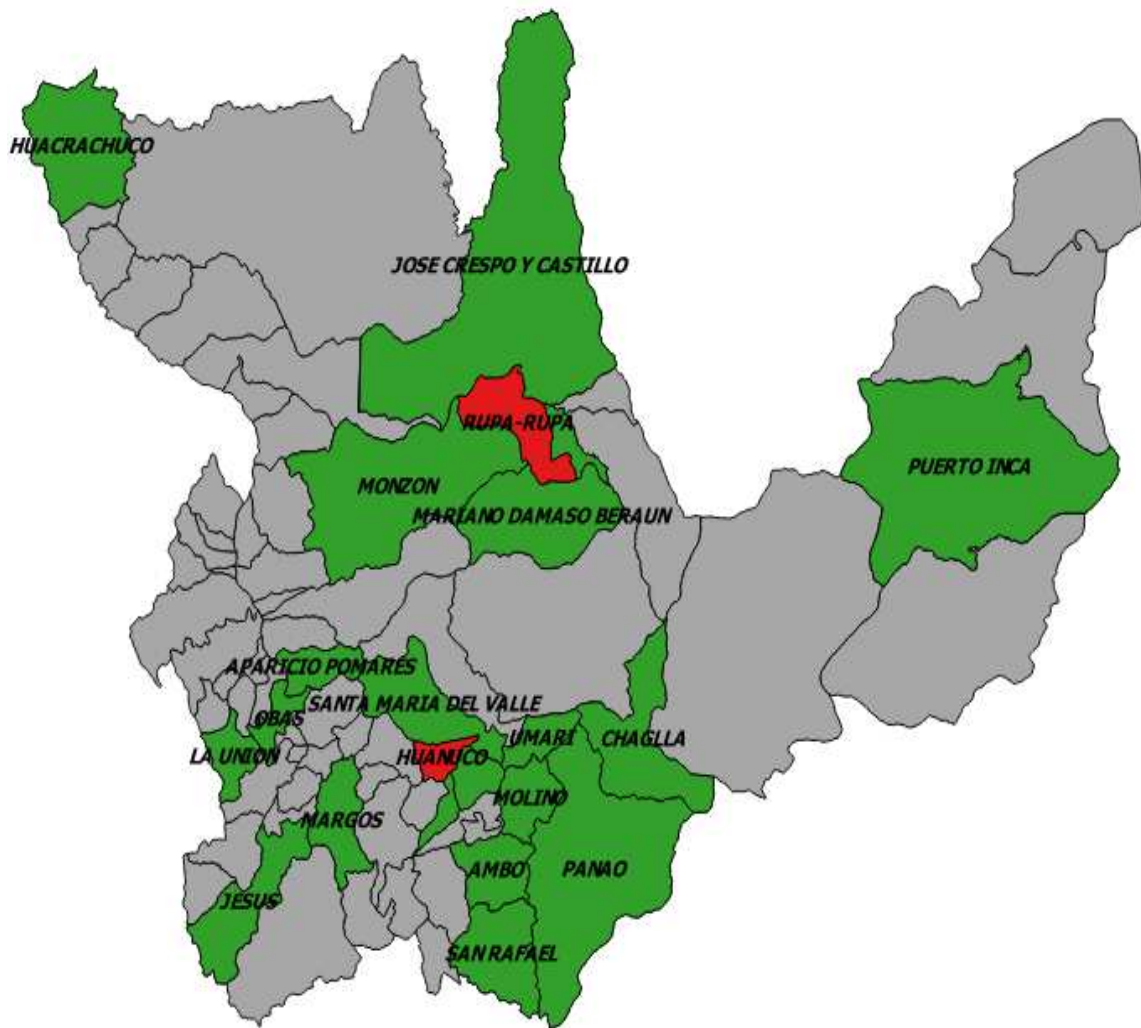 HUACRACHUCO
JOSE CRESPO Y CASTILLO
RUPA-RUPA
PUERTO INCA
MONZON
MARIANO DAMASO BERAUN
APARICIO POMARES
SANTA MARIA DEL VALLE
OBAS
UMARI
CHAGLLA
LA UNION
HUANUCO
MOLINO
MARGOS
AMBO
PANAO
JESUS
SAN RAFAEL